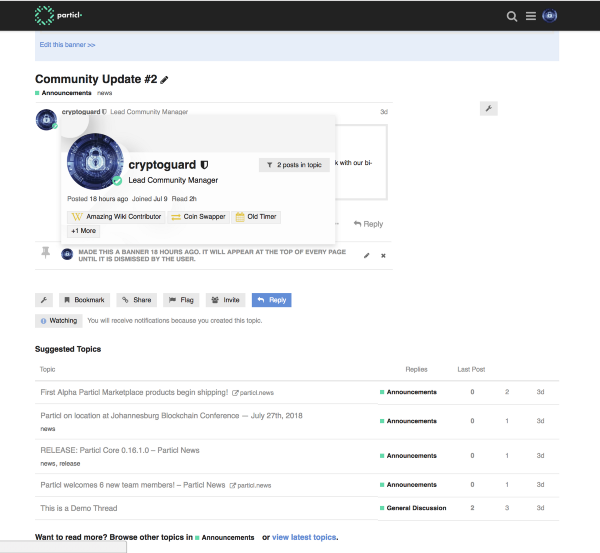 particl.
Edit this banner >>
Community Update #2
Announcements news
cryptoguard Lead Community Manager 3d
k with our bi-
cryptoguard
Lead Community Manager
2 posts in topic
Posted 18 hours ago Joined Jul 9 Read 2h
Amazing Wiki Contributor Coin Swapper Old Timer
+1 More
Reply
MADE THIS A BANNER 18 HOURS AGO. IT WILL APPEAR AT THE TOP OF EVERY PAGE
UNTIL IT IS DISMISSED BY THE USER.
Bookmark Share Flag Invite Reply
Watching You will receive notifications because you created this topic.
Suggested Topics
Topic Replies Last Post
First Alpha Particl Marketplace products begin shipping! particl.news Announcements 0 2 3d
Particl on location at Johannesburg Blockchain Conference — July 27th, 2018 Announcements 0 1 3d
news
RELEASE: Particl Core 0.16.1.0 – Particl News Announcements 0 1 3d
news, release
Particl welcomes 6 new team members! – Particl News particl.news Announcements 0 1 3d
This is a Demo Thread General Discussion 2 3 3d
Want to read more? Browse other topics in Announcements or view latest topics.